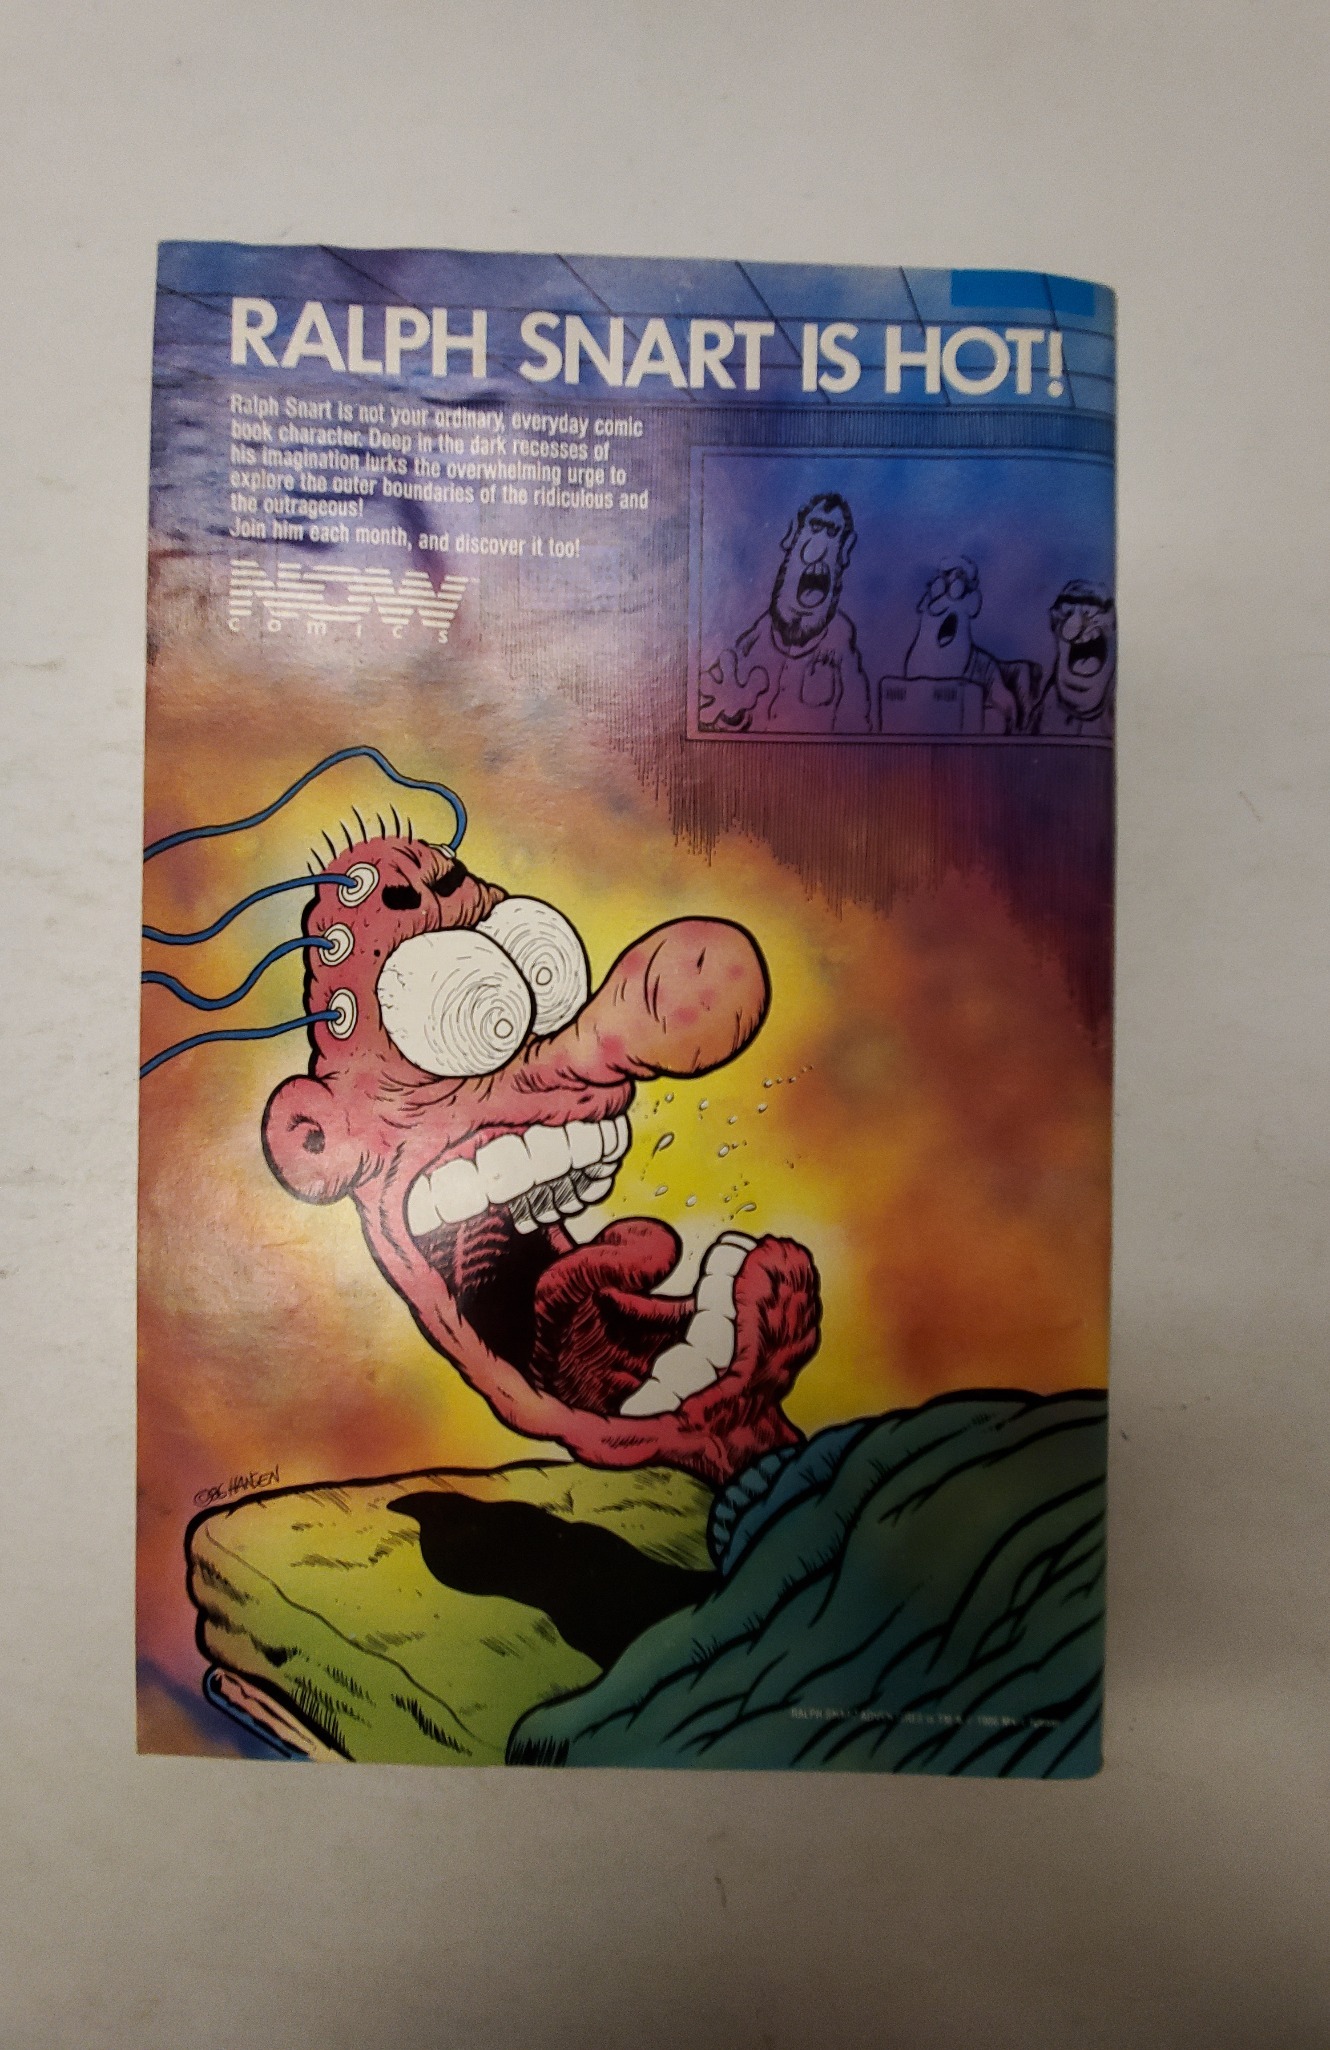 RALPH SNART IS HOT!
Ralph Snart is not your ordinary, everyday comic
book character. Deep in the dark recesses of
his imagination lurks the overwhelming urge to
explore the outer boundaries of the ridiculous and
the outrageous!
Join him each month, and discover it too!
NOW
comics
©86 HANSEN
RALPH SNART